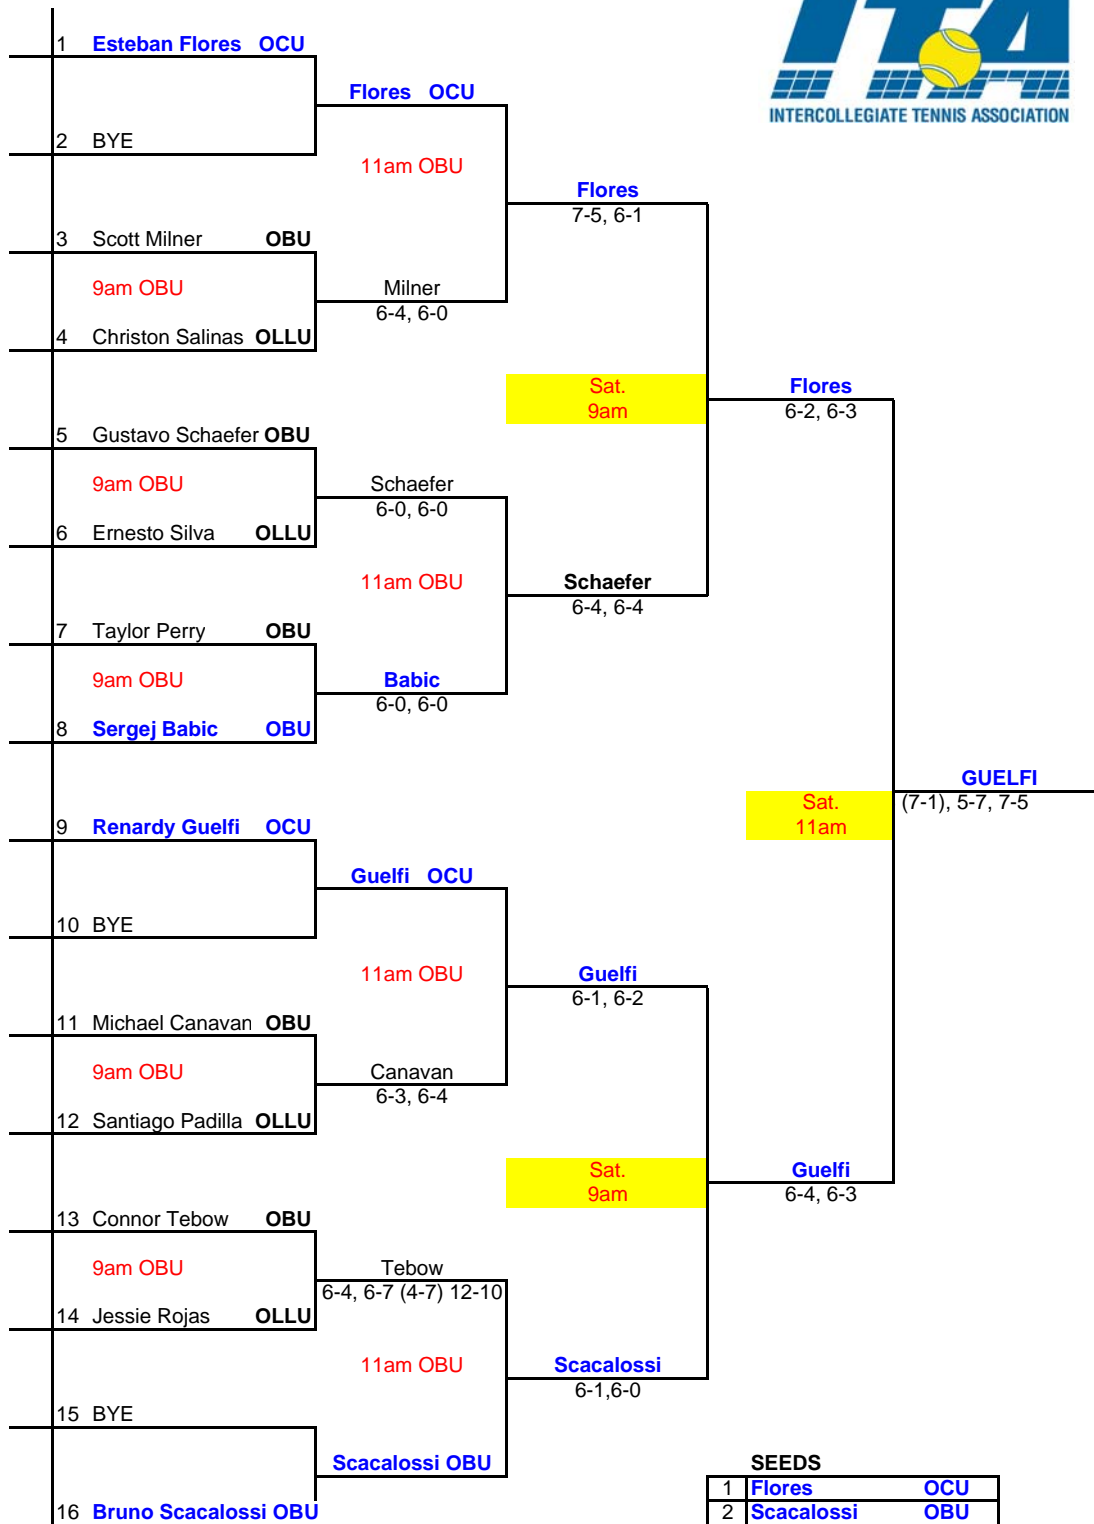 ITA
INTERCOLLEGIATE TENNIS ASSOCIATION
1 Esteban Flores OCU
Flores OCU
2 BYE
11am OBU
Flores
7-5, 6-1
3 Scott Milner OBU
9am OBU
Milner
6-4, 6-0
4 Christon Salinas OLLU
Sat.
9am
Flores
6-2, 6-3
5 Gustavo Schaefer OBU
9am OBU
Schaefer
6-0, 6-0
6 Ernesto Silva OLLU
11am OBU
Schaefer
6-4, 6-4
7 Taylor Perry OBU
9am OBU
Babic
6-0, 6-0
8 Sergej Babic OBU
GUELFI
(7-1), 5-7, 7-5
Sat.
11am
9 Renardy Guelfi OCU
Guelfi OCU
10 BYE
11am OBU
Guelfi
6-1, 6-2
11 Michael Canavan OBU
9am OBU
Canavan
6-3, 6-4
12 Santiago Padilla OLLU
Sat.
9am
Guelfi
6-4, 6-3
13 Connor Tebow OBU
9am OBU
Tebow
6-4, 6-7 (4-7) 12-10
14 Jessie Rojas OLLU
11am OBU
Scacalossi
6-1,6-0
15 BYE
Scacalossi OBU
16 Bruno Scacalossi OBU
SEEDS
1 Flores OCU
2 Scacalossi OBU